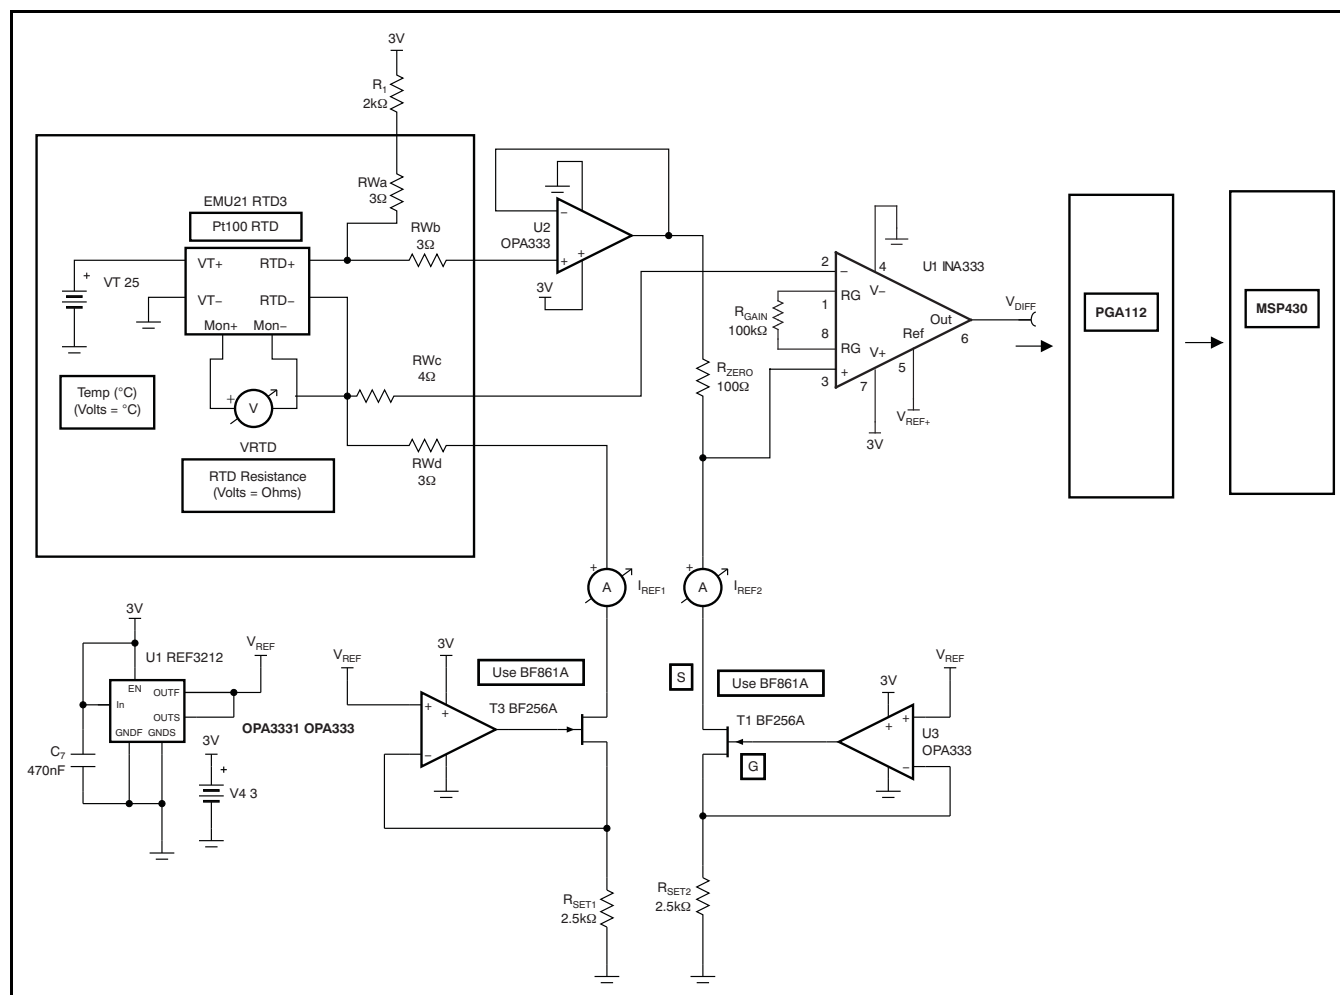 3V
R1
2kΩ
RWa
3Ω
EMU21 RTD3
Pt100 RTD
RWb
3Ω
VT+
RTD+
VT−
RTD−
Mon+
Mon−
+
VT 25
Temp (°C)
(Volts = °C)
+
V
VRTD
RTD Resistance
(Volts = Ohms)
RWc
4Ω
RWd
3Ω
U2
OPA333
−
+
+
3V
RZERO
100Ω
RGAIN
100kΩ
2
−
4
U1 INA333
V−
RG
1
8
RG
Ref
Out
6
V+
5
+
3
7
3V
VREF+
VDIFF
PGA112
MSP430
+
A
IREF1
+
A
IREF2
3V
U1 REF3212
VREF
EN
OUTF
In
OUTS
GNDF
GNDS
C7
470nF
OPA3331 OPA333
3V
+
V4 3
VREF
3V
+
+
−
Use BF861A
T3 BF256A
S
Use BF861A
T1 BF256A
G
3V
VREF
+
+
−
U3
OPA333
RSET1
2.5kΩ
RSET2
2.5kΩ